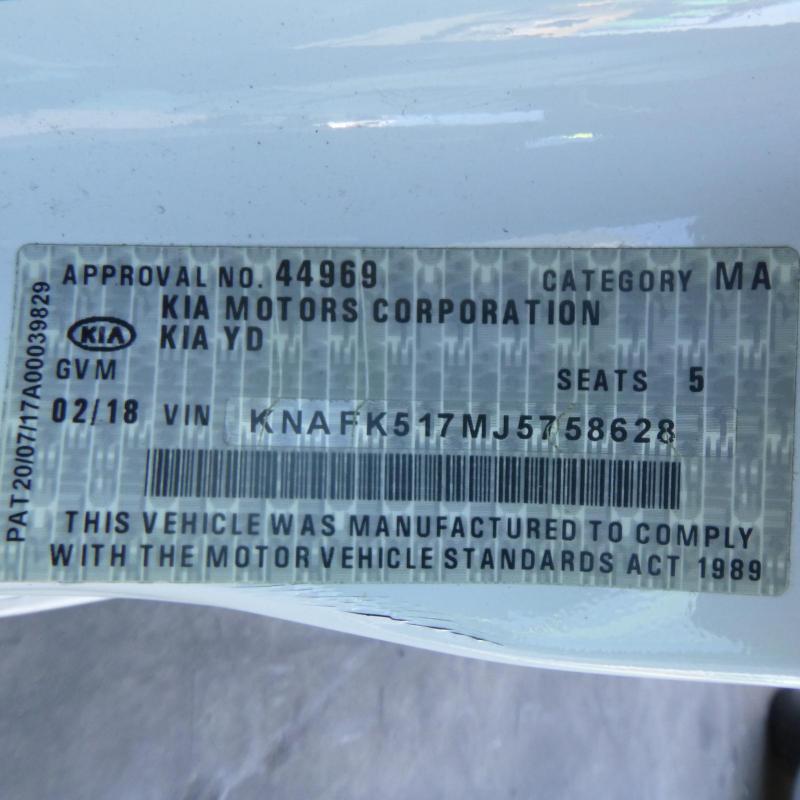 APPROVAL NO. 44969 CATEGORY MA
KIA MOTORS CORPORATION
KIA KIA YD
GVM SEATS 5
02/18 VIN KNAFK517MJ5758628
THIS VEHICLE WAS MANUFACTURED TO COMPLY
WITH THE MOTOR VEHICLE STANDARDS ACT 1989
PAT20/07/17A00039829